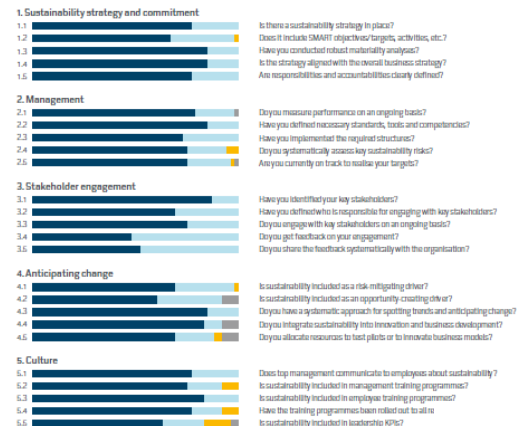 1. Sustainability strategy and commitment
1.1 Is there a sustainability strategy in place?
1.2 Does it include SMART objectives/targets, activities, etc.?
1.3 Have you conducted robust materiality analyses?
1.4 Is the strategy aligned with the overall business strategy?
1.5 Are responsibilities and accountabilities clearly defined?
2. Management
2.1 Do you measure performance on an ongoing basis?
2.2 Have you defined necessary standards, tools and competencies?
2.3 Have you implemented the required structures?
2.4 Do you systematically assess key sustainability risks?
2.5 Are you currently on track to realise your targets?
3. Stakeholder engagement
3.1 Have you identified your key stakeholders?
3.2 Have you defined who is responsible for engaging with key stakeholders?
3.3 Do you engage with key stakeholders on an ongoing basis?
3.4 Do you get feedback on your engagement?
3.5 Do you share the feedback systematically with the organisation?
4. Anticipating change
4.1 Is sustainability included as a risk-mitigating driver?
4.2 Is sustainability included as an opportunity-creating driver?
4.3 Do you have a systematic approach for spotting trends and anticipating change?
4.4 Do you integrate sustainability into innovation and business development?
4.5 Do you allocate resources to test pilots or to innovate business models?
5. Culture
5.1 Does top management communicate to employees about sustainability?
5.2 Is sustainability included in management training programmes?
5.3 Is sustainability included in employee training programmes?
5.4 Have the training programmes been rolled out to all re
5.5 Is sustainability included in leadership KPIs?